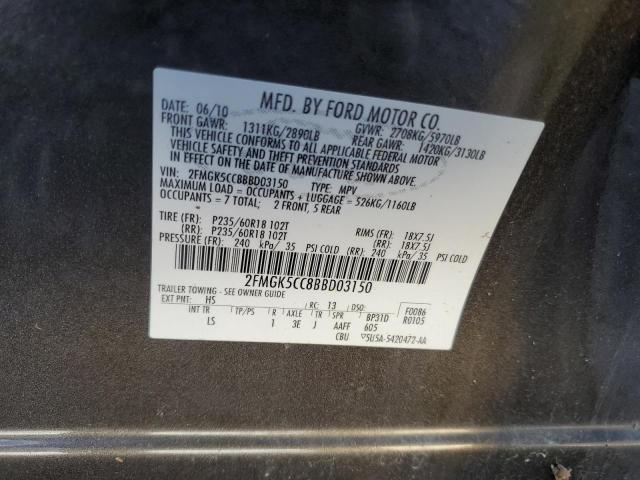 MFD. BY FORD MOTOR CO.
DATE: 06/10 GVWR: 2708KG/5970LB
FRONT GAWR: 1311KG/2890LB REAR GAWR: 1420KG/3130LB
THIS VEHICLE CONFORMS TO ALL APPLICABLE FEDERAL MOTOR
VEHICLE SAFETY AND THEFT PREVENTION STANDARDS
IN EFFECT ON THE DATE OF MANUFACTURE SHOWN ABOVE.
VIN: 2FMGK5CC8BBD03150 TYPE: MPV
MAXIMUM LOAD = OCCUPANTS + LUGGAGE = 526KG/1160LB
OCCUPANTS = 7 TOTAL; 2 FRONT, 5 REAR
TIRE (FR): P235/60R18 102T RIMS (FR): 18X7.5J
(RR): P235/60R18 102T (RR): 18X7.5J
PRESSURE (FR): 240 kPa/ 35 PSI COLD (RR): 240 kPa/ 35 PSI COLD
2FMGK5CC8BBD03150
TRAILER TOWING - SEE OWNER GUIDE
EXT PNT: HS RC: 13 DSO: F0086
INT TR TP/PS R AXLE TR SPR BP31D R0105
LS 1 3E J AAFF 605
CBU 5U5A-5420472-AA